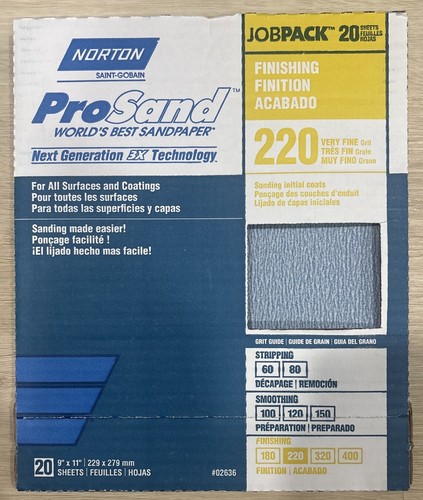 NORTON
SAINT-GOBAIN
ProSand™
WORLD'S BEST SANDPAPER*
Next Generation 3X Technology
For All Surfaces and Coatings
Pour toutes les surfaces
Para todas la superficies y capas
Sanding made easier!
Ponçage facilité !
¡El lijado hecho mas facile!
20 9" x 11" | 229 x 279 mm
SHEETS | FEUILLES | HOJAS
#02636
JOBPACK™ 20 SHEETS FEUILLES HOJAS
FINISHING
FINITION
ACABADO
220 VERY FINE Grit
TRÈS FIN Grain
MUY FINO Grano
Sanding initial coats
Ponçage des couches d'enduit
Lijado de capas iniciales
GRIT GUIDE | GUIDE DE GRAIN | GUIA DEL GRANO
STRIPPING
60 80
DÉCAPAGE | REMOCIÓN
SMOOTHING
100 120 150
PRÉPARATION | PREPARADO
FINISHING
180 220 320 400
FINITION | ACABADO